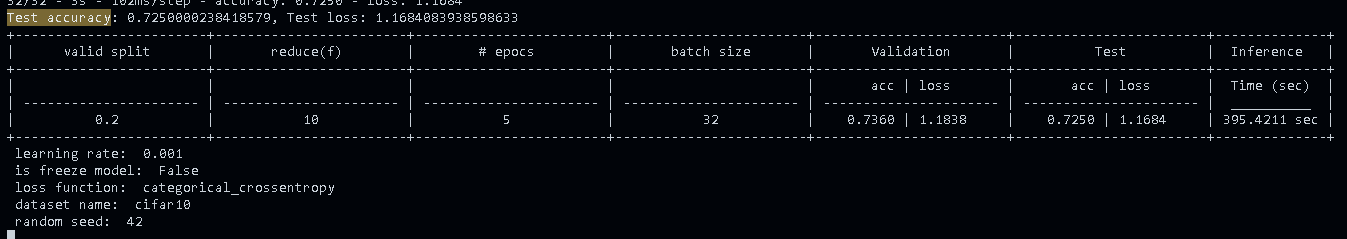 32/32 - 3s - 102ms/step - accuracy: 0.7250 - loss: 1.1684
Test accuracy: 0.7250000238418579, Test loss: 1.1684083938598633
+------------------------+------------------------+------------------------+------------------------+------------------------+------------------------+--------------+
| valid split | reduce(f) | # epocs | batch size | Validation | Test | Inference |
+------------------------+------------------------+------------------------+------------------------+------------------------+------------------------+--------------+
| | | | | acc | loss | acc | loss | Time (sec) |
| --------------------- | --------------------- | --------------------- | --------------------- | --------------------- | --------------------- | __________ |
| 0.2 | 10 | 5 | 32 | 0.7360 | 1.1838 | 0.7250 | 1.1684 | 395.4211 sec |
+------------------------+------------------------+------------------------+------------------------+------------------------+------------------------+--------------+
learning rate: 0.001
is freeze model: False
loss function: categorical_crossentropy
dataset name: cifar10
random seed: 42